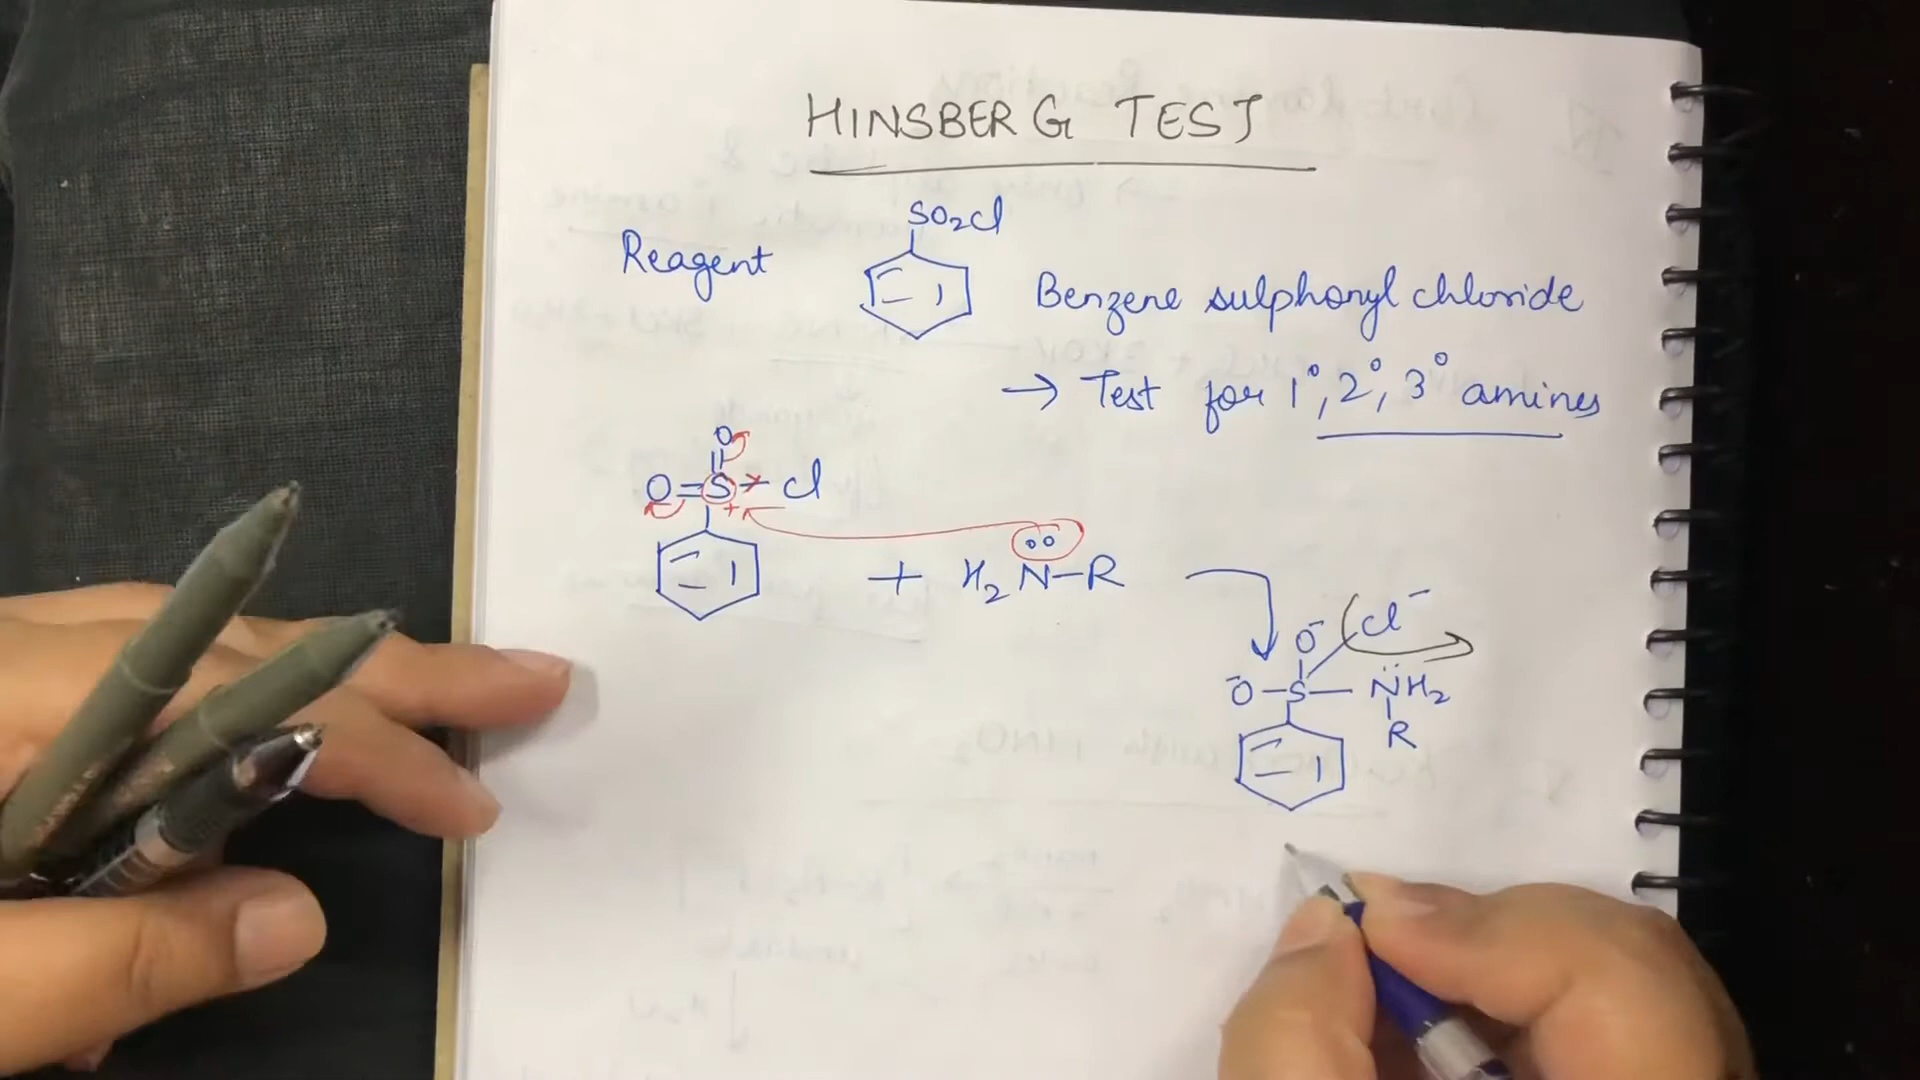 HINSBERG TEST
SO₂Cl
Reagent
Benzene sulphonyl chloride
→ Test for 1°, 2°, 3° amines
O
O=S-Cl
+
+ H₂N-R
O⁻ Cl⁻
⁻O-S-NH₂
R